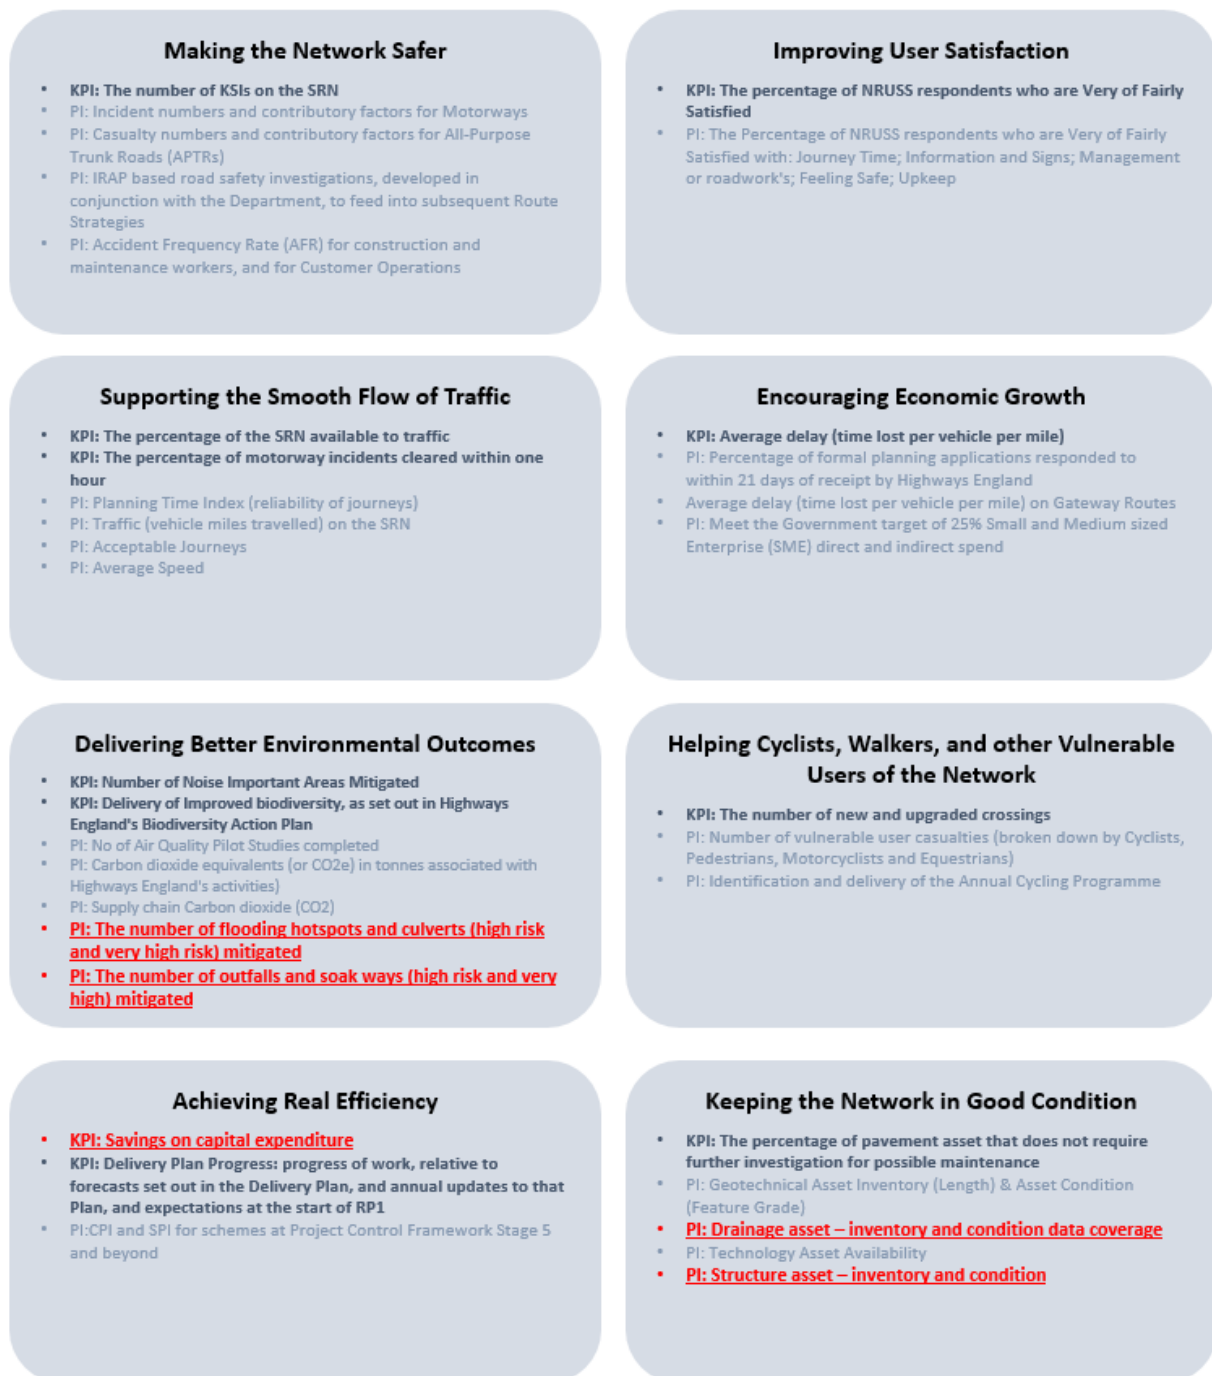 Making the Network Safer
• KPI: The number of KSIs on the SRN
• PI: Incident numbers and contributory factors for Motorways
• PI: Casualty numbers and contributory factors for All-Purpose
Trunk Roads (APTRs)
• PI: IRAP based road safety investigations, developed in
conjunction with the Department, to feed into subsequent Route
Strategies
• PI: Accident Frequency Rate (AFR) for construction and
maintenance workers, and for Customer Operations
Improving User Satisfaction
• KPI: The percentage of NRUSS respondents who are Very of Fairly
Satisfied
• PI: The Percentage of NRUSS respondents who are Very of Fairly
Satisfied with: Journey Time; Information and Signs; Management
or roadwork's; Feeling Safe; Upkeep
Supporting the Smooth Flow of Traffic
• KPI: The percentage of the SRN available to traffic
• KPI: The percentage of motorway incidents cleared within one
hour
• PI: Planning Time Index (reliability of journeys)
• PI: Traffic (vehicle miles travelled) on the SRN
• PI: Acceptable Journeys
• PI: Average Speed
Encouraging Economic Growth
• KPI: Average delay (time lost per vehicle per mile)
• PI: Percentage of formal planning applications responded to
within 21 days of receipt by Highways England
• Average delay (time lost per vehicle per mile) on Gateway Routes
• PI: Meet the Government target of 25% Small and Medium sized
Enterprise (SME) direct and indirect spend
Delivering Better Environmental Outcomes
• KPI: Number of Noise Important Areas Mitigated
• KPI: Delivery of Improved biodiversity, as set out in Highways
England's Biodiversity Action Plan
• PI: No of Air Quality Pilot Studies completed
• PI: Carbon dioxide equivalents (or CO2e) in tonnes associated with
Highways England's activities)
• PI: Supply chain Carbon dioxide (CO2)
• PI: The number of flooding hotspots and culverts (high risk
and very high risk) mitigated
• PI: The number of outfalls and soak ways (high risk and very
high) mitigated
Helping Cyclists, Walkers, and other Vulnerable
Users of the Network
• KPI: The number of new and upgraded crossings
• PI: Number of vulnerable user casualties (broken down by Cyclists,
Pedestrians, Motorcyclists and Equestrians)
• PI: Identification and delivery of the Annual Cycling Programme
Achieving Real Efficiency
• KPI: Savings on capital expenditure
• KPI: Delivery Plan Progress: progress of work, relative to
forecasts set out in the Delivery Plan, and annual updates to that
Plan, and expectations at the start of RP1
• PI:CPI and SPI for schemes at Project Control Framework Stage 5
and beyond
Keeping the Network in Good Condition
• KPI: The percentage of pavement asset that does not require
further investigation for possible maintenance
• PI: Geotechnical Asset Inventory (Length) & Asset Condition
(Feature Grade)
• PI: Drainage asset – inventory and condition data coverage
• PI: Technology Asset Availability
• PI: Structure asset – inventory and condition